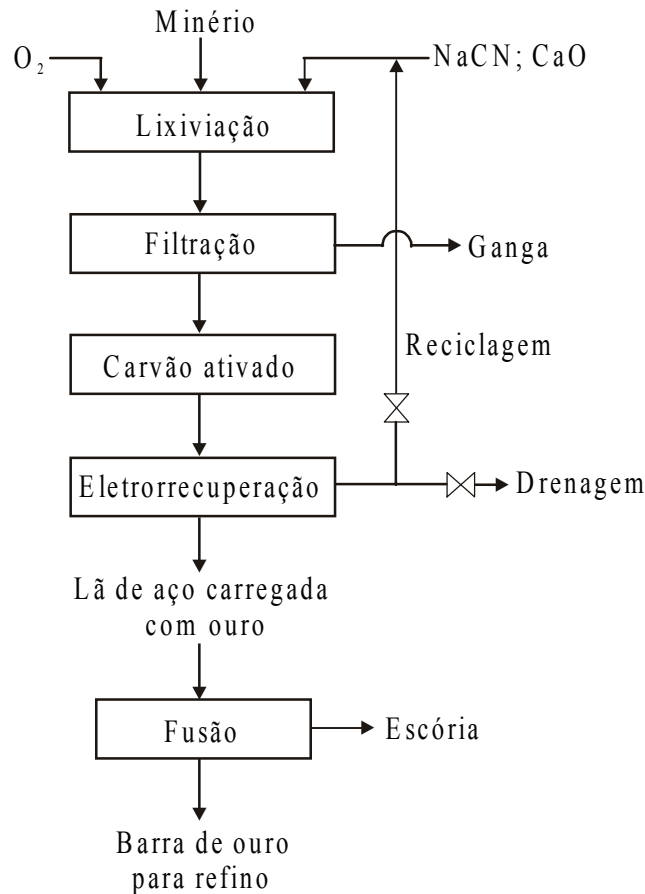 Minério
O₂
NaCN; CaO
Lixiviação
Filtração
Ganga
Carvão ativado
Reciclagem
Eletrorrecuperação
Drenagem
Lã de aço carregada
com ouro
Fusão
Escória
Barra de ouro
para refino